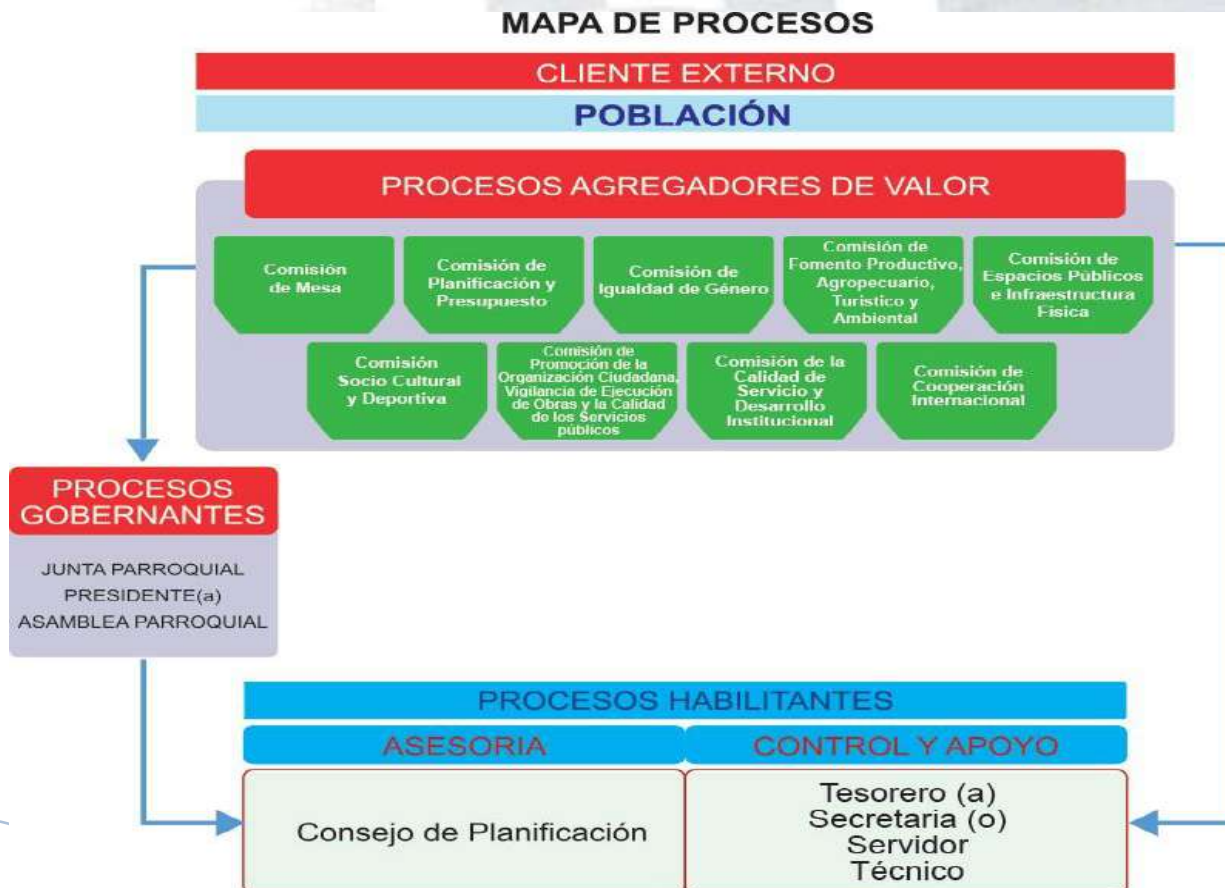 MAPA DE PROCESOS
CLIENTE EXTERNO
POBLACIÓN
PROCESOS AGREGADORES DE VALOR
Comisión
de Mesa
Comisión de
Planificación y
Presupuesto
Comisión de
Igualdad de Género
Comisión de
Fomento Productivo,
Agropecuario,
Turistico y
Ambiental
Comisión de
Espacios Públicos
e Infraestructura
Física
Comisión
Socio Cultural
y Deportiva
Comisión de
Promoción de la
Organización Ciudadana,
Vigilancia de Ejecución
de Obras y la Calidad
de los Servicios
públicos
Comisión de la
Calidad de
Servicio y
Desarrollo
Institucional
Comisión de
Cooperación
Internacional
PROCESOS
GOBERNANTES
JUNTA PARROQUIAL
PRESIDENTE(a)
ASAMBLEA PARROQUIAL
PROCESOS HABILITANTES
ASESORIA
CONTROL Y APOYO
Consejo de Planificación
Tesorero (a)
Secretaria (o)
Servidor
Técnico